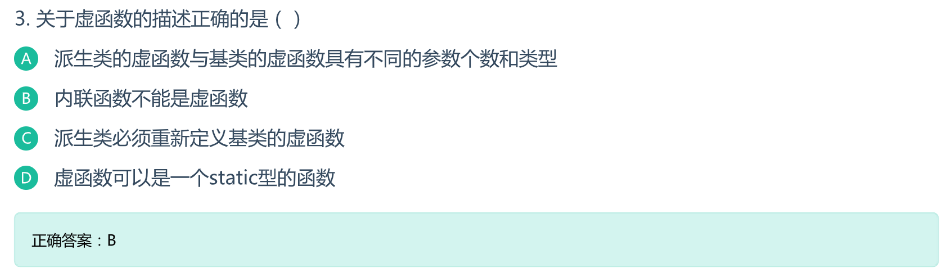 3. 关于虚函数的描述正确的是（ ）
A 派生类的虚函数与基类的虚函数具有不同的参数个数和类型
B 内联函数不能是虚函数
C 派生类必须重新定义基类的虚函数
D 虚函数可以是一个static型的函数
正确答案：B